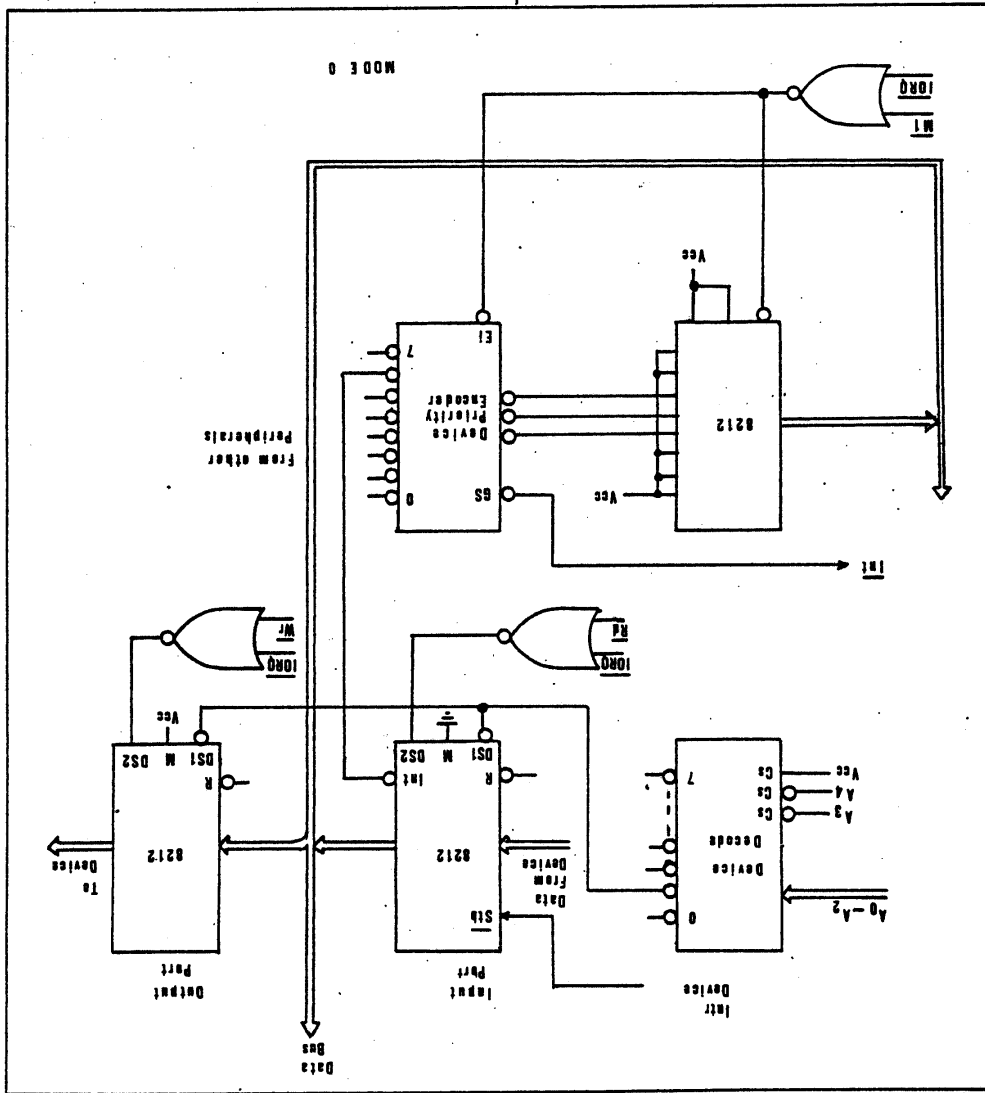 Data
Bus
Intr
Device
Input
Port
Output
Port
A0–A2
0
Device
Decode
A3
Cs
A4
Cs
Vcc
Cs
7
Stb
Data
From
Device
8212
R
Int
DS1
M
DS2
To
Device
8212
R
DS1
M
DS2
Vcc
IORQ
Rd
IORQ
Wr
Int
Vcc
8212
Vcc
GS
0
Device
Priority
Encoder
7
Ei
From other
Peripherals
M1
IORQ
MODE 0